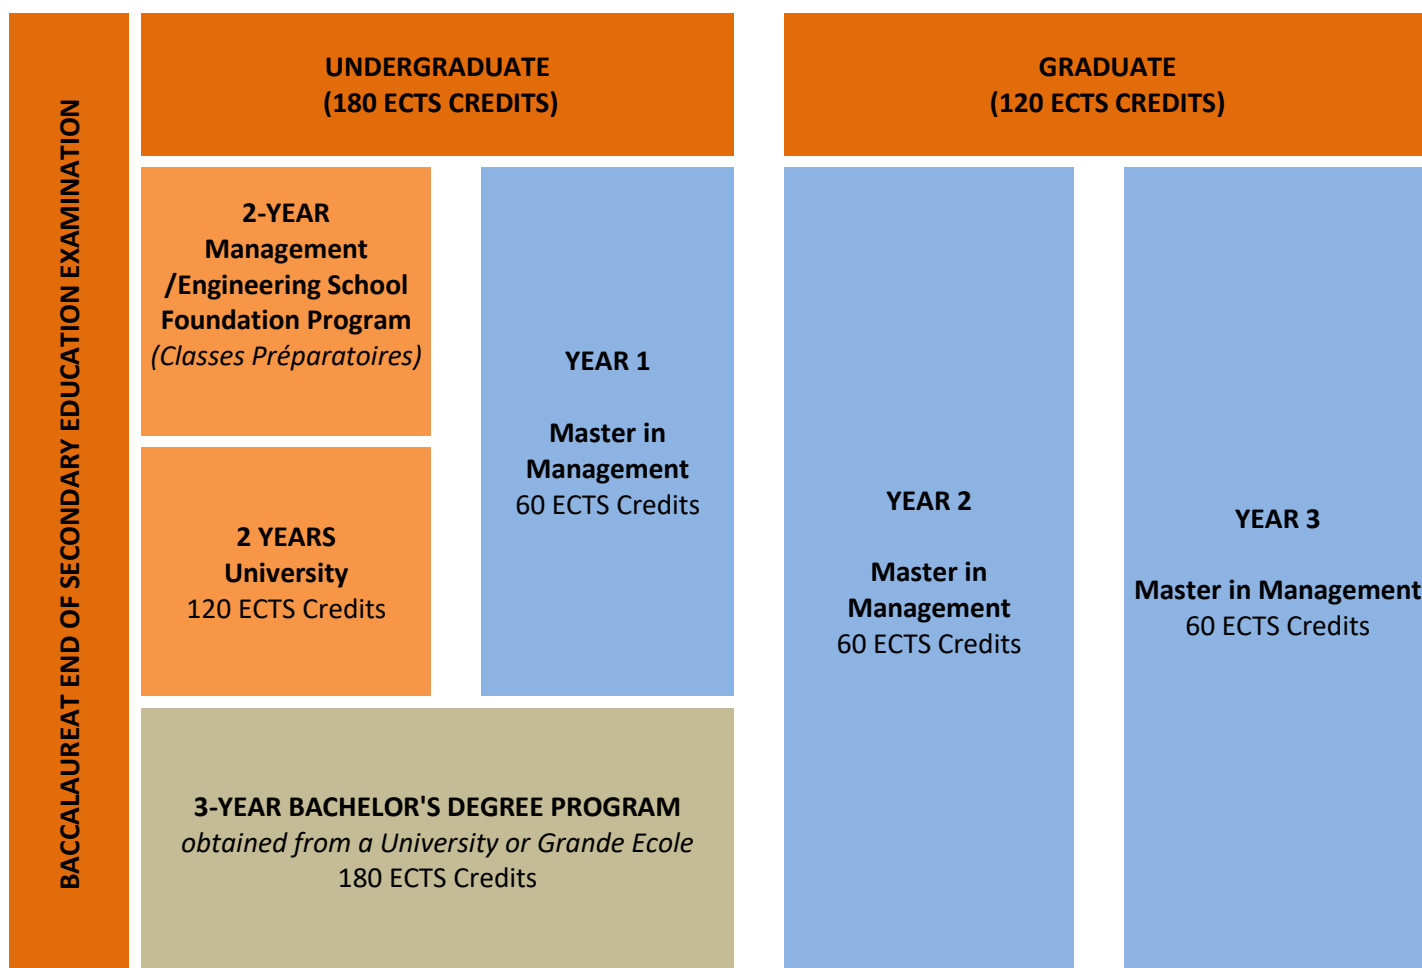 BACCALAUREAT END OF SECONDARY EDUCATION EXAMINATION
UNDERGRADUATE
(180 ECTS CREDITS)
GRADUATE
(120 ECTS CREDITS)
2-YEAR
Management
/Engineering School
Foundation Program
(Classes Préparatoires)
2 YEARS
University
120 ECTS Credits
YEAR 1
Master in
Management
60 ECTS Credits
3-YEAR BACHELOR'S DEGREE PROGRAM
obtained from a University or Grande Ecole
180 ECTS Credits
YEAR 2
Master in
Management
60 ECTS Credits
YEAR 3
Master in Management
60 ECTS Credits